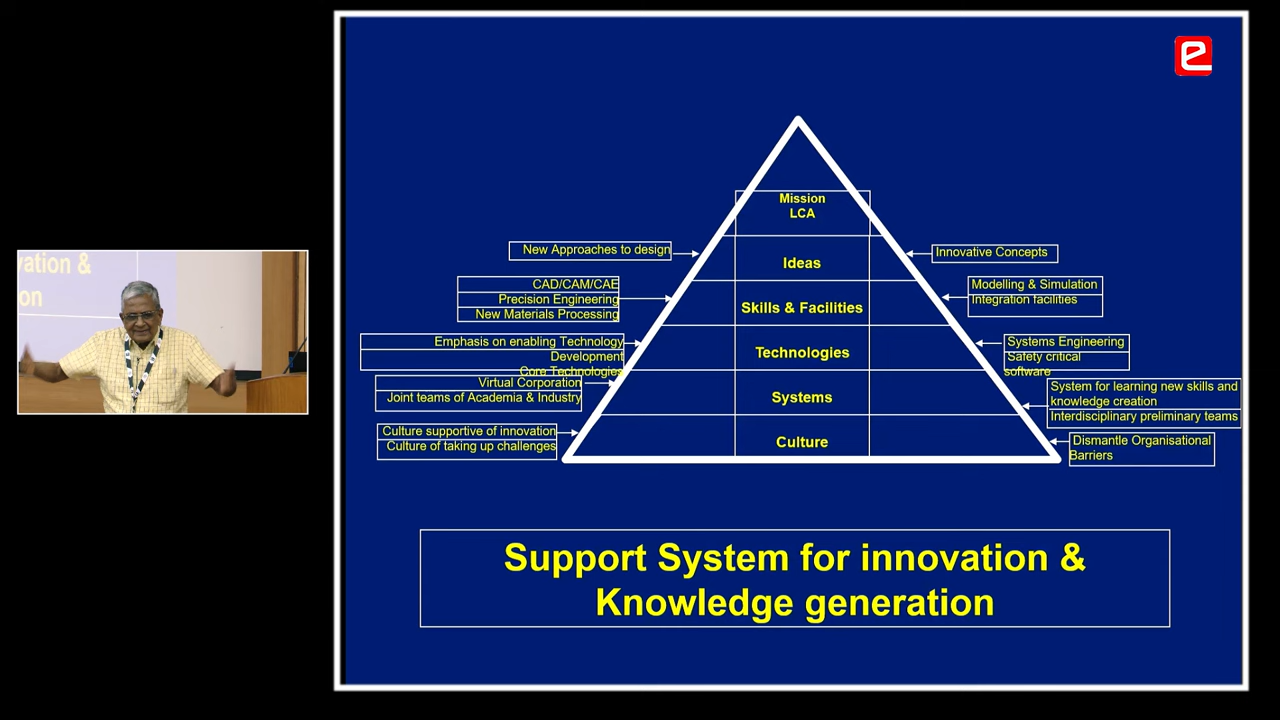 e
Mission
LCA
New Approaches to design
Ideas
Innovative Concepts
CAD/CAM/CAE
Precision Engineering
New Materials Processing
Skills & Facilities
Modelling & Simulation
Integration facilities
Emphasis on enabling Technology
Development
Core Technologies
Technologies
Systems Engineering
Safety critical
software
Virtual Corporation
Joint teams of Academia & Industry
Systems
System for learning new skills and
knowledge creation
Interdisciplinary preliminary teams
Culture supportive of innovation
Culture of taking up challenges
Culture
Dismantle Organisational
Barriers
Support System for innovation &
Knowledge generation
vation &
on